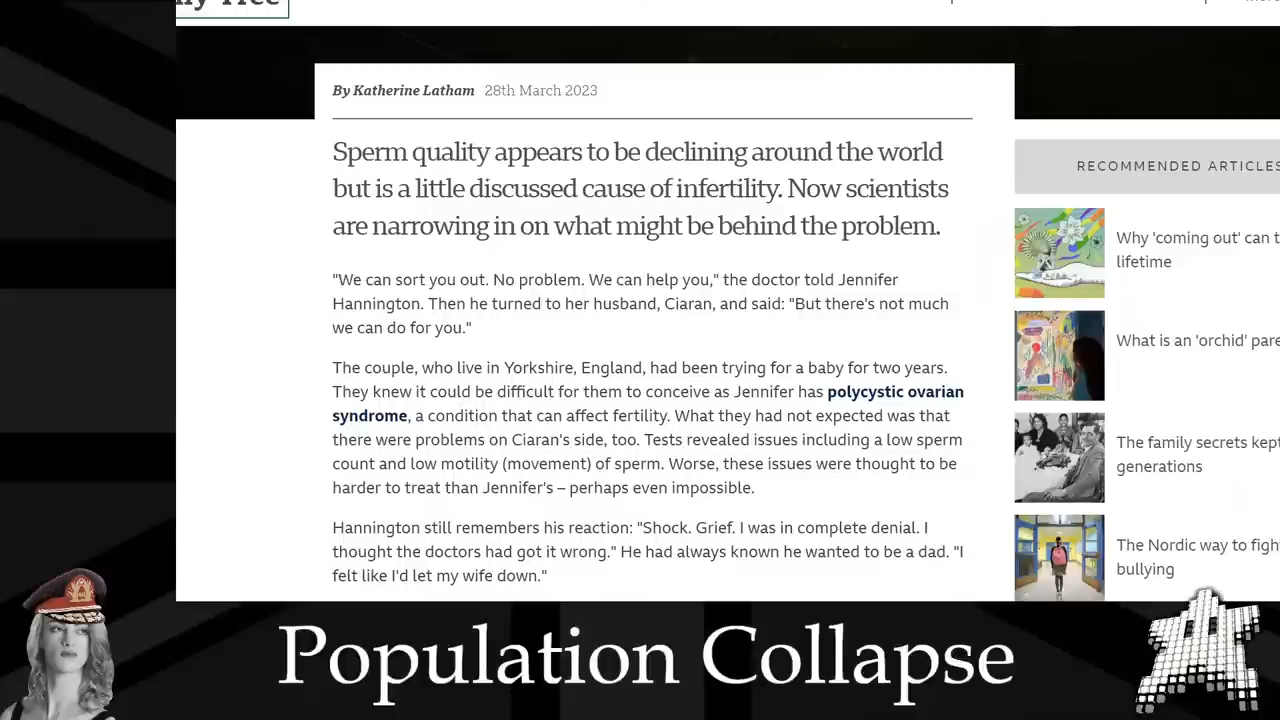 By Katherine Latham 28th March 2023
Sperm quality appears to be declining around the world
but is a little discussed cause of infertility. Now scientists
are narrowing in on what might be behind the problem.
"We can sort you out. No problem. We can help you," the doctor told Jennifer
Hannington. Then he turned to her husband, Ciaran, and said: "But there's not much
we can do for you."
The couple, who live in Yorkshire, England, had been trying for a baby for two years.
They knew it could be difficult for them to conceive as Jennifer has polycystic ovarian
syndrome, a condition that can affect fertility. What they had not expected was that
there were problems on Ciaran's side, too. Tests revealed issues including a low sperm
count and low motility (movement) of sperm. Worse, these issues were thought to be
harder to treat than Jennifer's – perhaps even impossible.
Hannington still remembers his reaction: "Shock. Grief. I was in complete denial. I
thought the doctors had got it wrong." He had always known he wanted to be a dad. "I
felt like I'd let my wife down."
RECOMMENDED ARTICLES
Why 'coming out' can t
lifetime
What is an 'orchid' pare
The family secrets kept
generations
The Nordic way to figh
bullying
Population Collapse